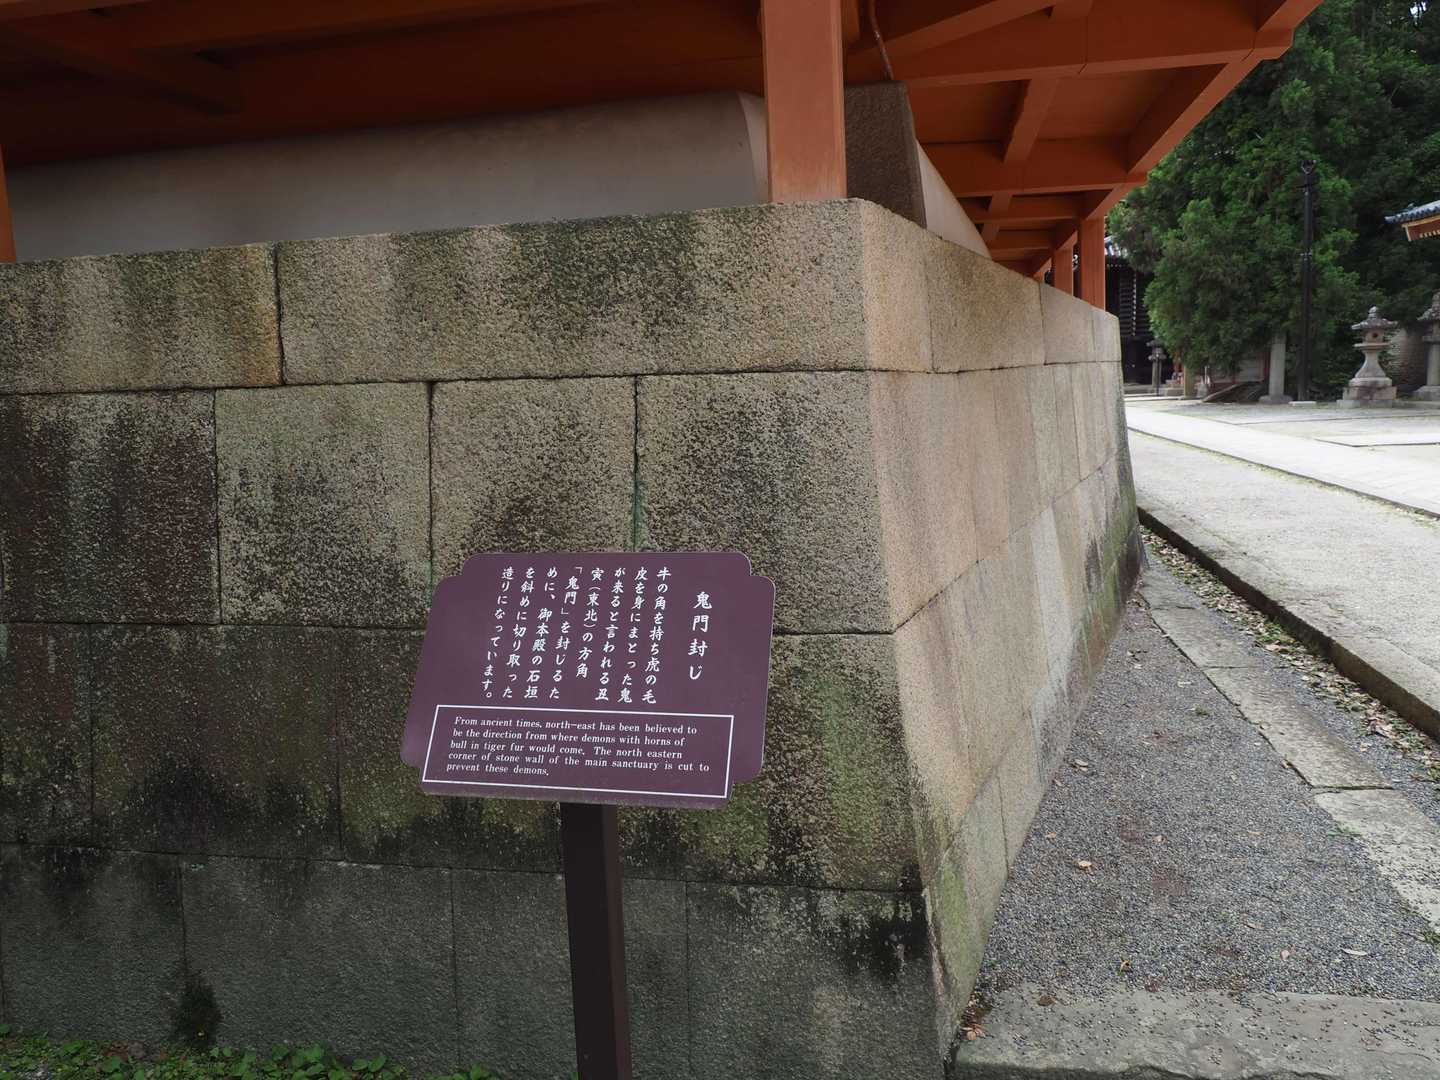 鬼門封じ
牛の角を持ち虎の毛
皮を身にまとった鬼
が来ると言われる丑
寅（東北）の方角
「鬼門」を封じるた
めに、御本殿の石垣
を斜めに切り取った
造りになっています。
From ancient times, north-east has been believed to
be the direction from where demons with horns of
bull in tiger fur would come. The north eastern
corner of stone wall of the main sanctuary is cut to
prevent these demons.